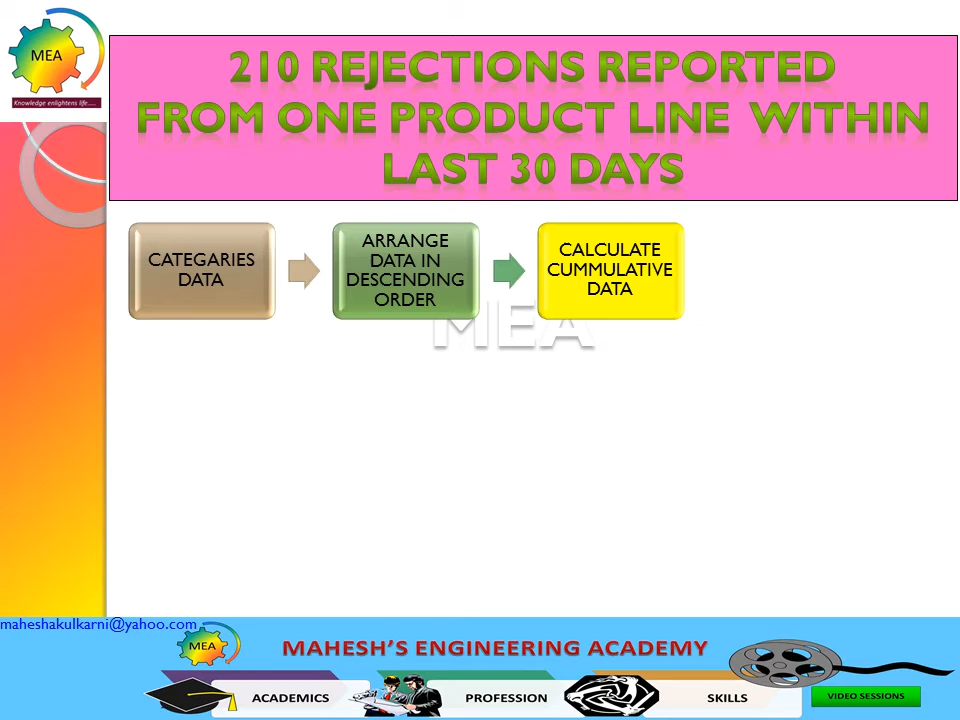 MEA
Knowledge enlightens life.....
210 REJECTIONS REPORTED
FROM ONE PRODUCT LINE WITHIN
LAST 30 DAYS
CATEGARIES
DATA
ARRANGE
DATA IN
DESCENDING
ORDER
CALCULATE
CUMMULATIVE
DATA
MEA
maheshakulkarni@yahoo.com
MEA
MAHESH'S ENGINEERING ACADEMY
ACADEMICS
PROFESSION
SKILLS
VIDEO SESSIONS